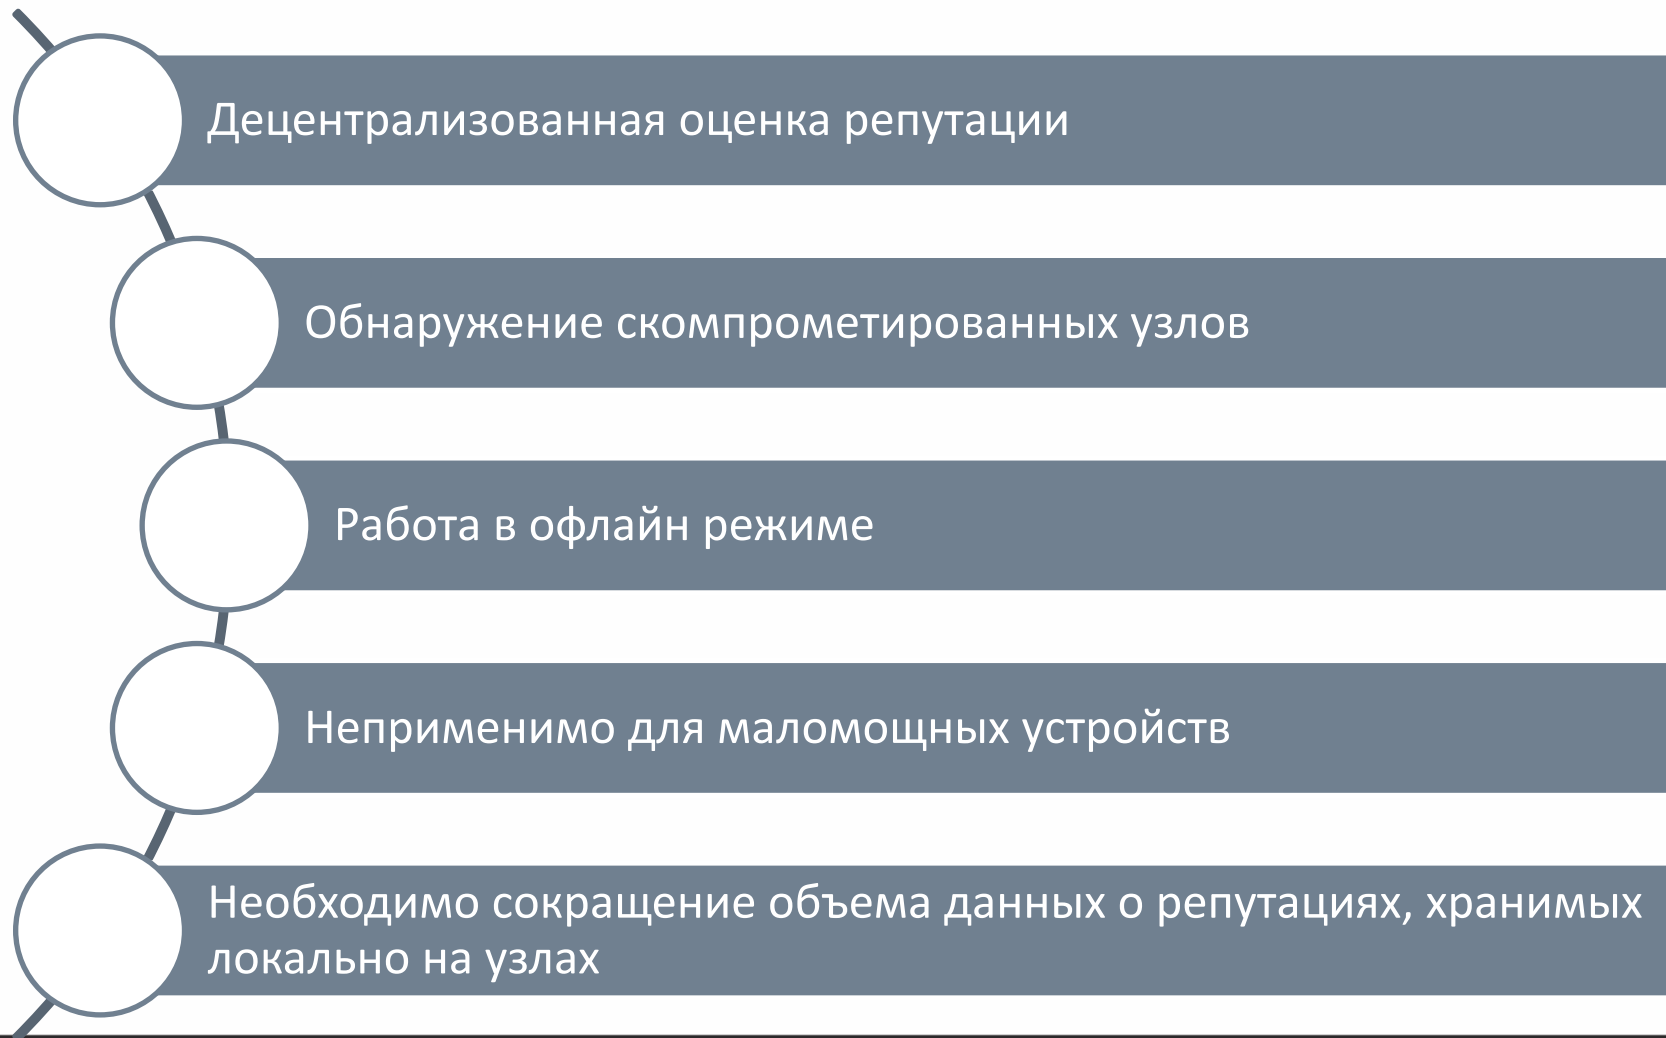 Децентрализованная оценка репутации
Обнаружение скомпрометированных узлов
Работа в офлайн режиме
Неприменимо для маломощных устройств
Необходимо сокращение объема данных о репутациях, хранимых
локально на узлах